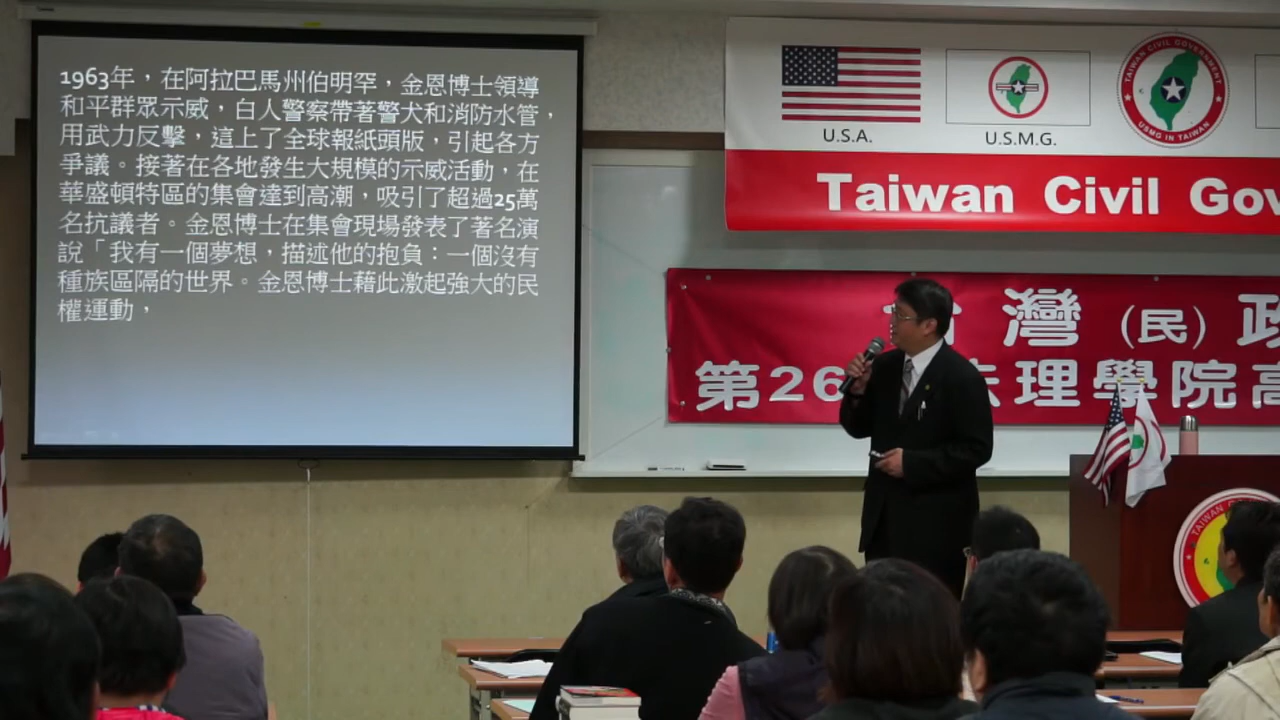 1963年，在阿拉巴馬州伯明罕，金恩博士領導
和平群眾示威，白人警察帶著警犬和消防水管，
用武力反擊，這上了全球報紙頭版，引起各方
爭議。接著在各地發生大規模的示威活動，在
華盛頓特區的集會達到高潮，吸引了超過25萬
名抗議者。金恩博士在集會現場發表了著名演
說「我有一個夢想，描述他的抱負：一個沒有
種族區隔的世界。金恩博士藉此激起強大的民
權運動，
U.S.A.
U.S.M.G.
TAIWAN CIVIL GOVERNMENT
USMG IN TAIWAN
Taiwan Civil Gov
灣（民）政
第26 理學院高
TAIWAN